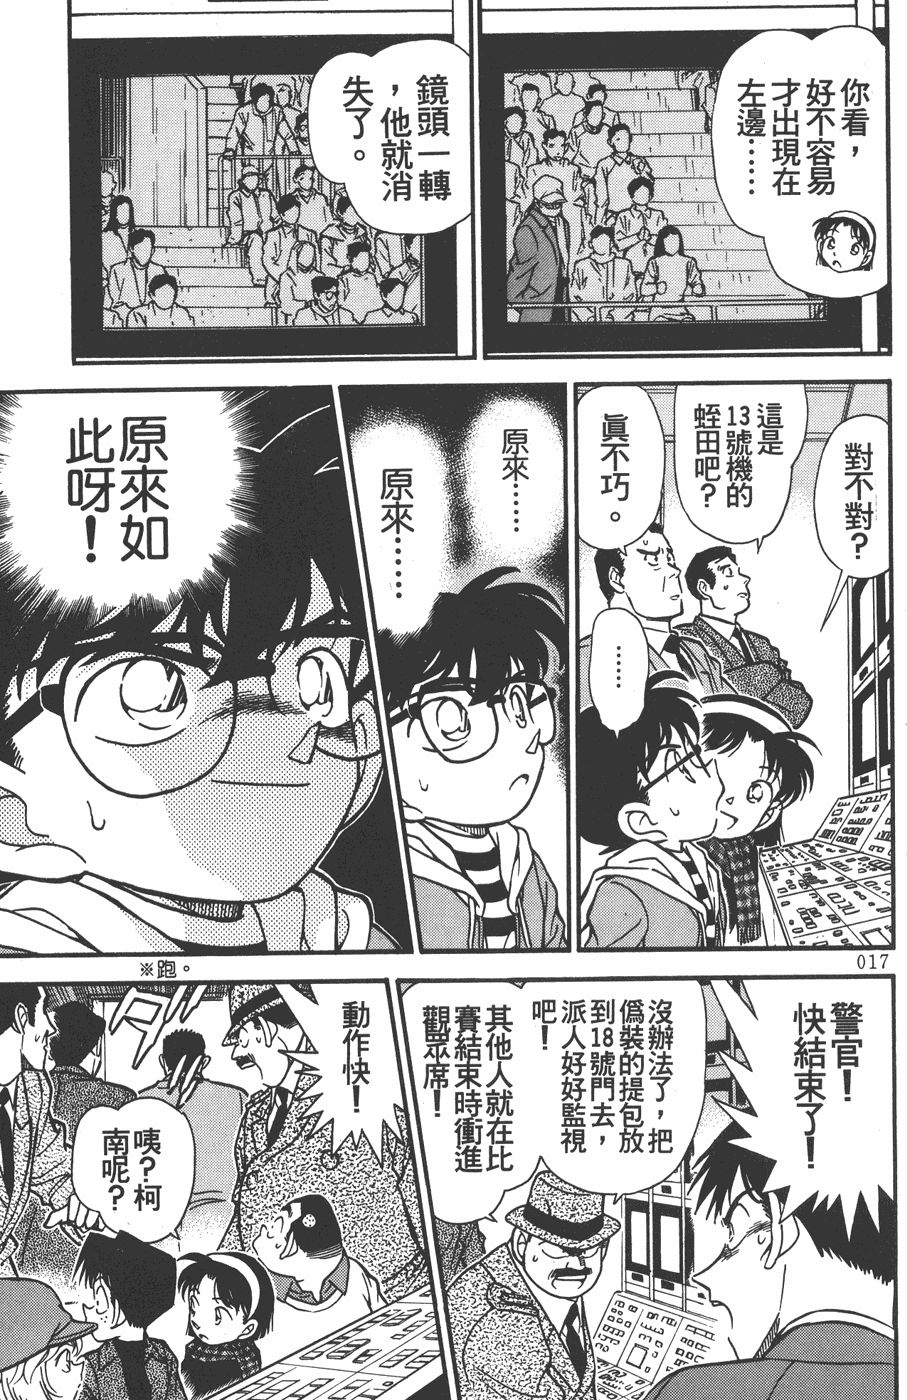 你看，
好不容易
才出現在
左邊……
鏡頭一轉
，他就消
失了。
對不對？
這是
13號機的
蛭田吧？
眞不巧。
……
原來……
原來……
原來如
此呀！
017
警官！
快結束了！
沒辦法了，把
僞裝的提包放
到18號門去，
派人好好監視
吧！
其他人就在比
賽結束時衝進
觀眾席！
動作快！
※跑。
ダッ
咦？柯
南呢？